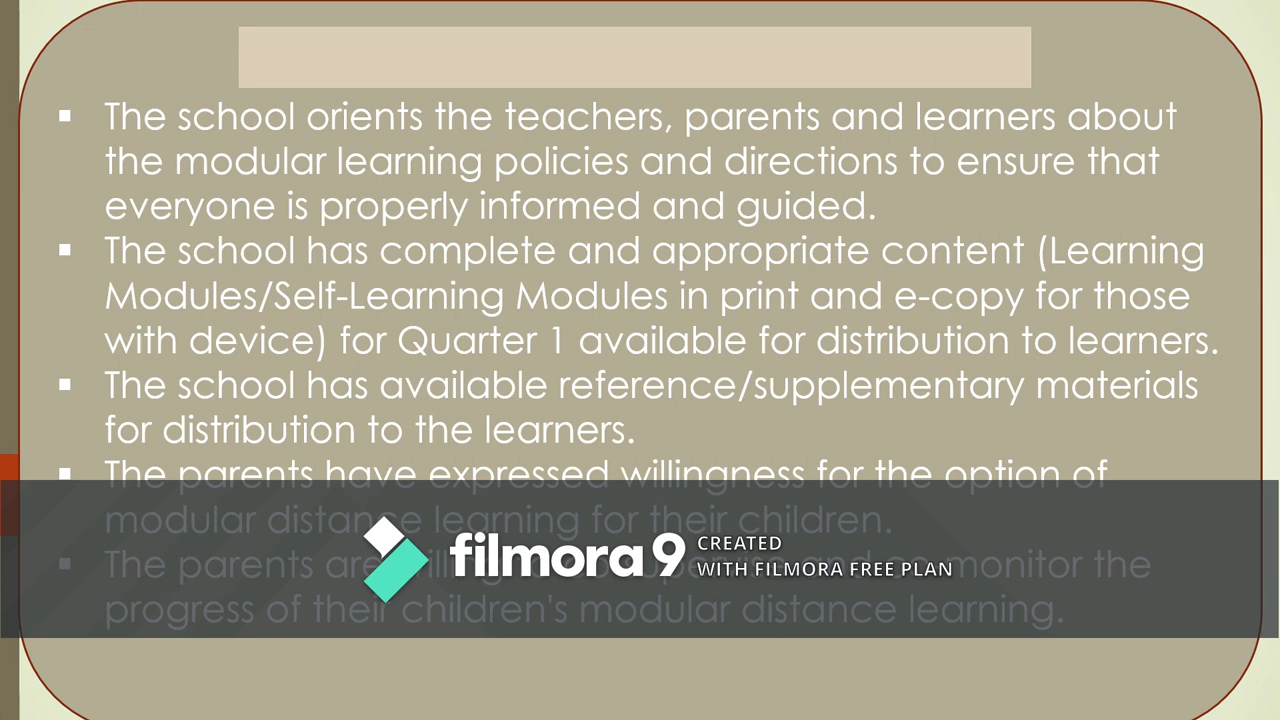 ▪ The school orients the teachers, parents and learners about
the modular learning policies and directions to ensure that
everyone is properly informed and guided.
▪ The school has complete and appropriate content (Learning
Modules/Self-Learning Modules in print and e-copy for those
with device) for Quarter 1 available for distribution to learners.
▪ The school has available reference/supplementary materials
for distribution to the learners.
▪ The parents have expressed willingness for the option of
modular distance learning for their children.
▪ The parents are monitor the
progress of their children's modular distance learning.
filmora 9 CREATED
WITH FILMORA FREE PLAN